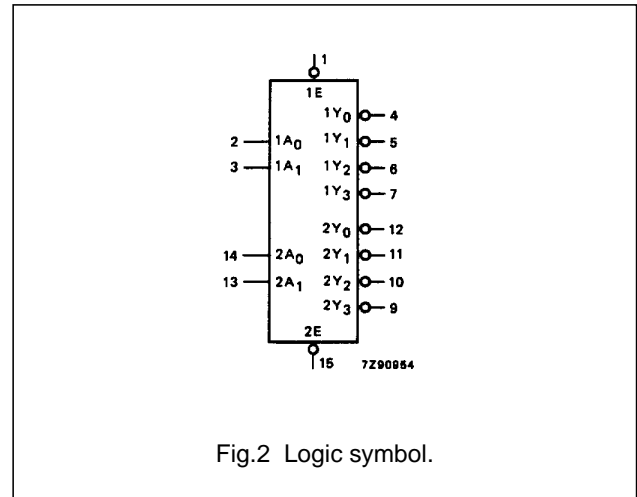 1
1E
1Y0 4
2 1A0 1Y1 5
3 1A1 1Y2 6
1Y3 7
2Y0 12
14 2A0 2Y1 11
13 2A1 2Y2 10
2Y3 9
2E
15 7Z90954
Fig.2 Logic symbol.